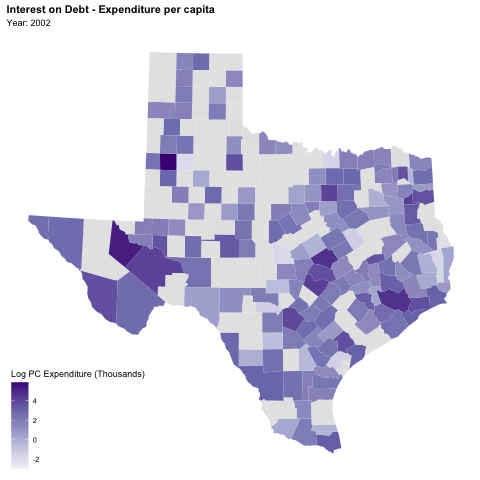 Interest on Debt - Expenditure per capita
Year: 2002
Log PC Expenditure (Thousands)
4
2
0
-2